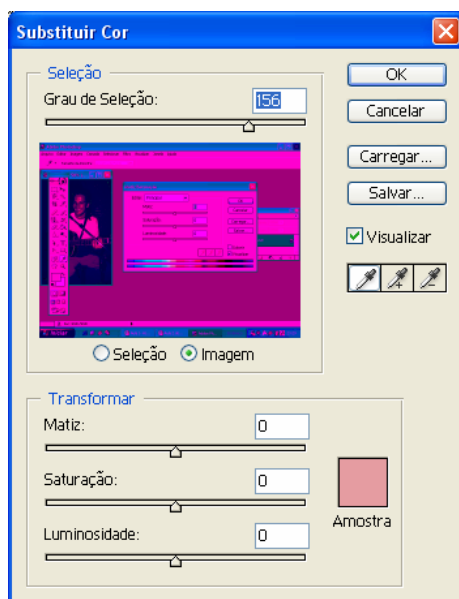 Substituir Cor
Seleção
Grau de Seleção: 156
OK
Cancelar
Carregar...
Salvar...
Visualizar
Seleção Imagem
Transformar
Matiz: 0
Saturação: 0
Luminosidade: 0
Amostra